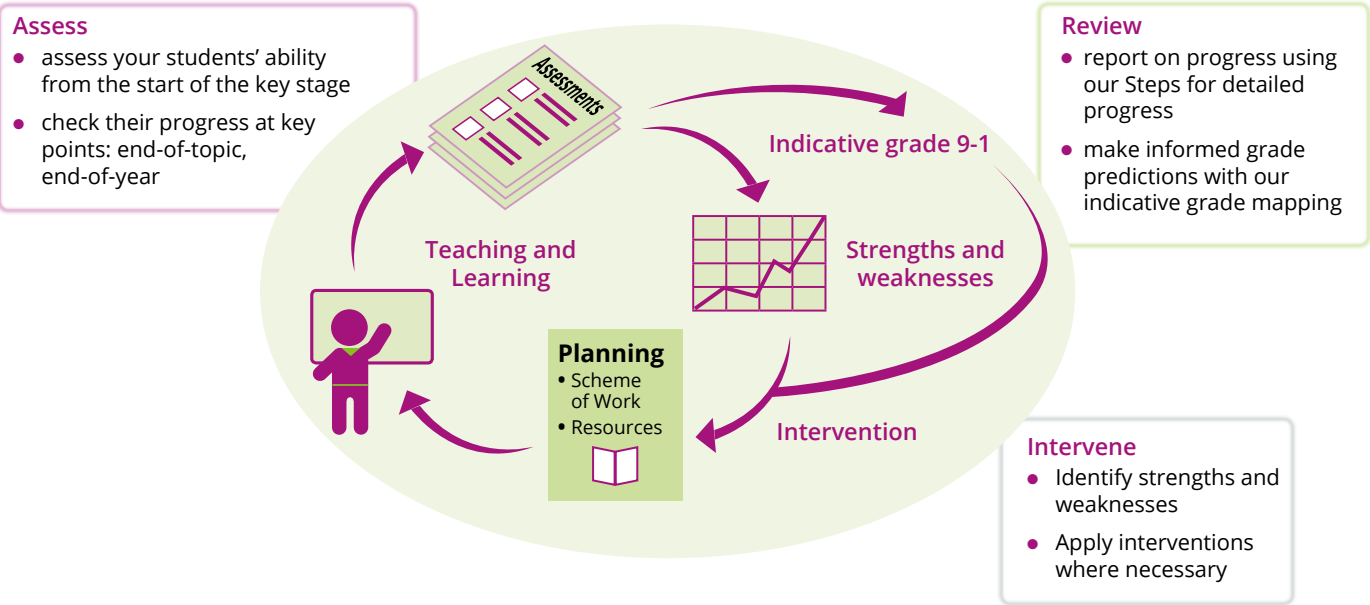 Assess
• assess your students’ ability
from the start of the key stage
• check their progress at key
points: end-of-topic,
end-of-year
Assessments
Indicative grade 9-1
Review
• report on progress using
our Steps for detailed
progress
• make informed grade
predictions with our
indicative grade mapping
Teaching and
Learning
Strengths and
weaknesses
Planning
• Scheme
of Work
• Resources
Intervention
Intervene
• Identify strengths and
weaknesses
• Apply interventions
where necessary